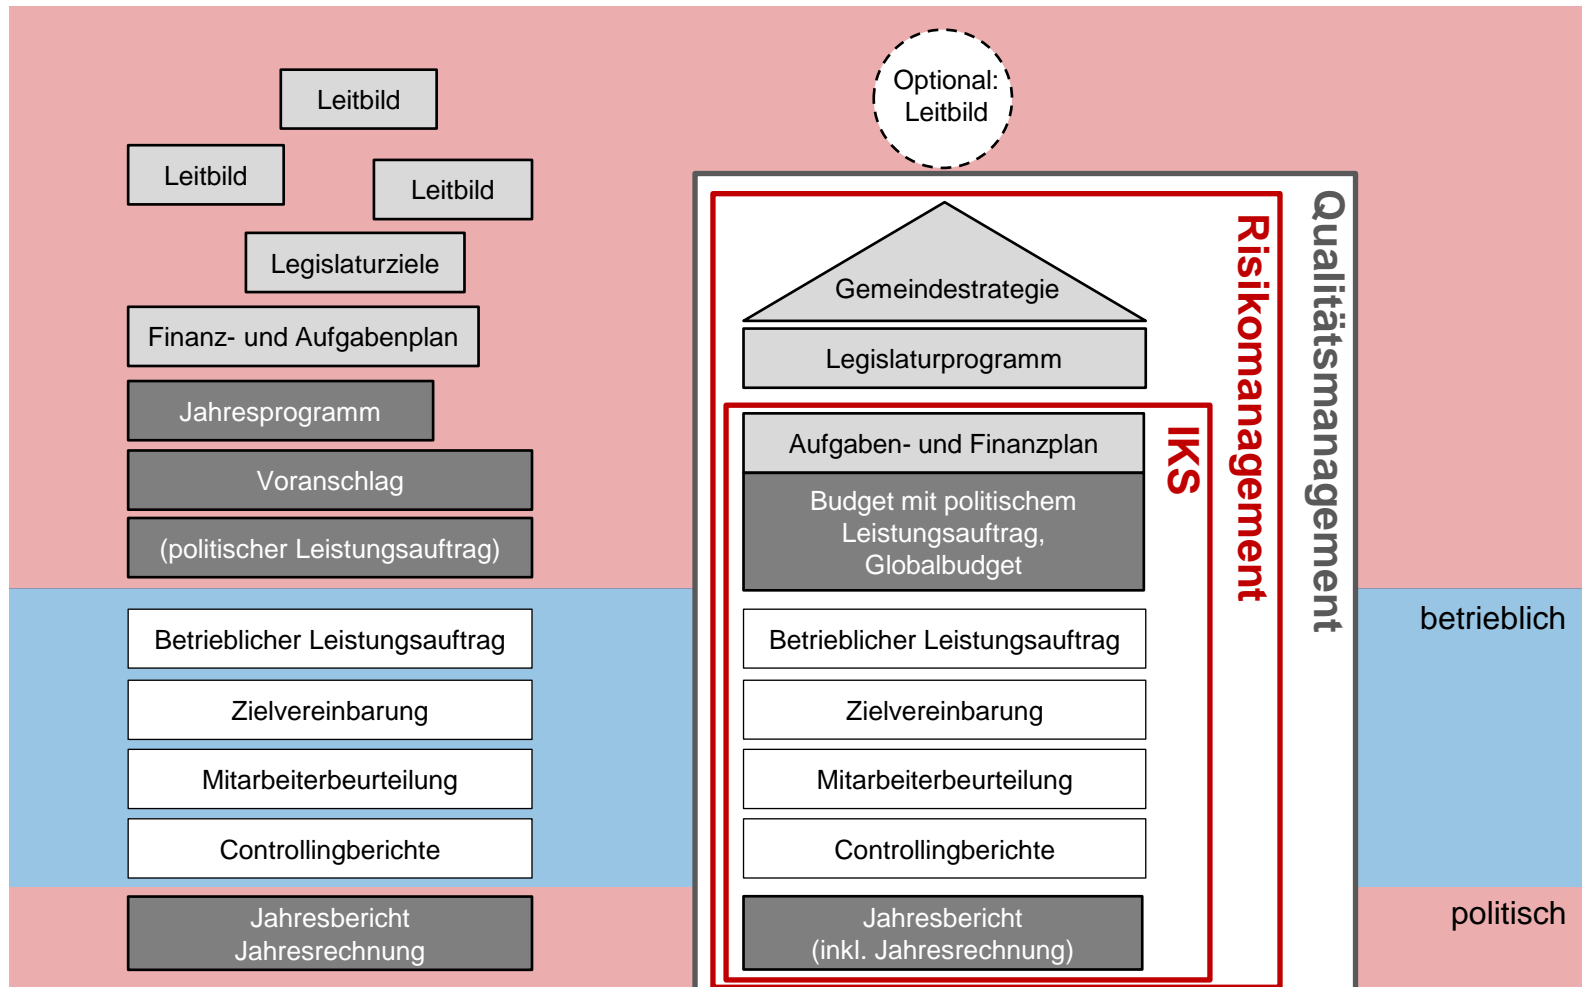 Leitbild
Leitbild
Leitbild
Legislaturziele
Finanz- und Aufgabenplan
Jahresprogramm
Voranschlag
(politischer Leistungsauftrag)
Betrieblicher Leistungsauftrag
Zielvereinbarung
Mitarbeiterbeurteilung
Controllingberichte
Jahresbericht
Jahresrechnung
Optional:
Leitbild
Gemeindestrategie
Legislaturprogramm
Aufgaben- und Finanzplan
Budget mit politischem
Leistungsauftrag,
Globalbudget
Betrieblicher Leistungsauftrag
Zielvereinbarung
Mitarbeiterbeurteilung
Controllingberichte
Jahresbericht
(inkl. Jahresrechnung)
IKS
Risikomanagement
Qualitätsmanagement
betrieblich
politisch